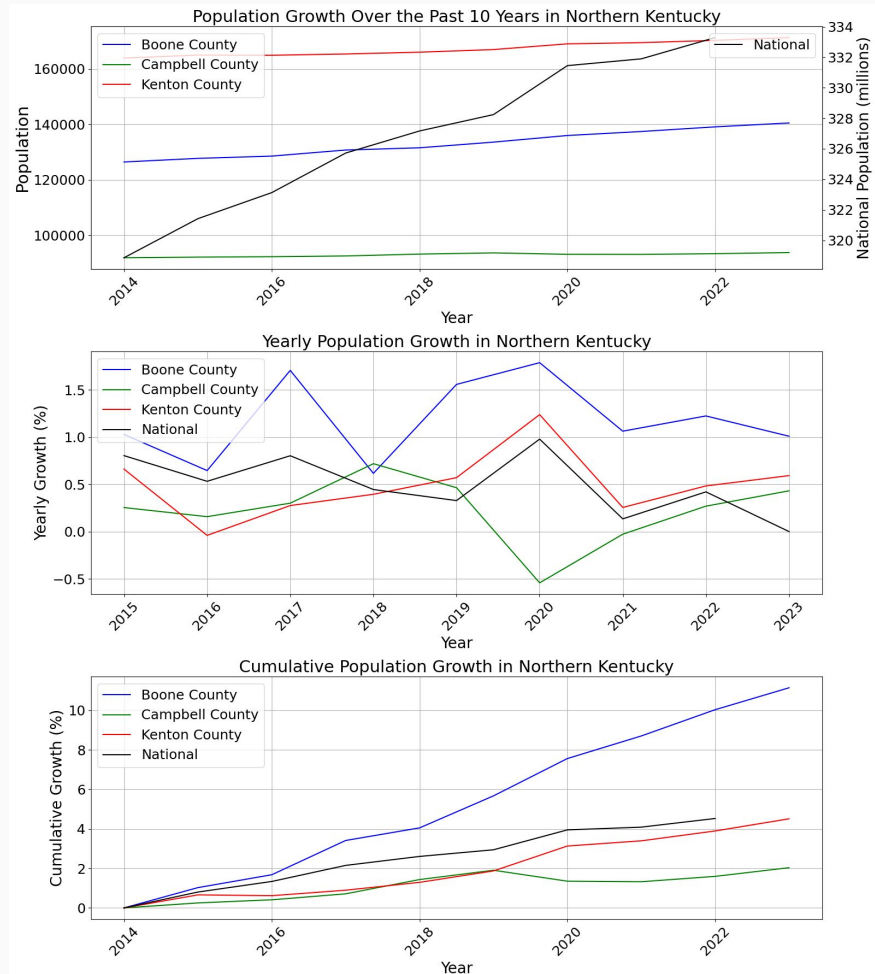 Population Growth Over the Past 10 Years in Northern Kentucky
Boone County
Campbell County
Kenton County
National
Population
160000
140000
120000
100000
National Population (millions)
334
332
330
328
326
324
322
320
2014
2016
2018
2020
2022
Year
Yearly Population Growth in Northern Kentucky
Boone County
Campbell County
Kenton County
National
Yearly Growth (%)
1.5
1.0
0.5
0.0
−0.5
2015
2016
2017
2018
2019
2020
2021
2022
2023
Year
Cumulative Population Growth in Northern Kentucky
Boone County
Campbell County
Kenton County
National
Cumulative Growth (%)
10
8
6
4
2
0
2014
2016
2018
2020
2022
Year